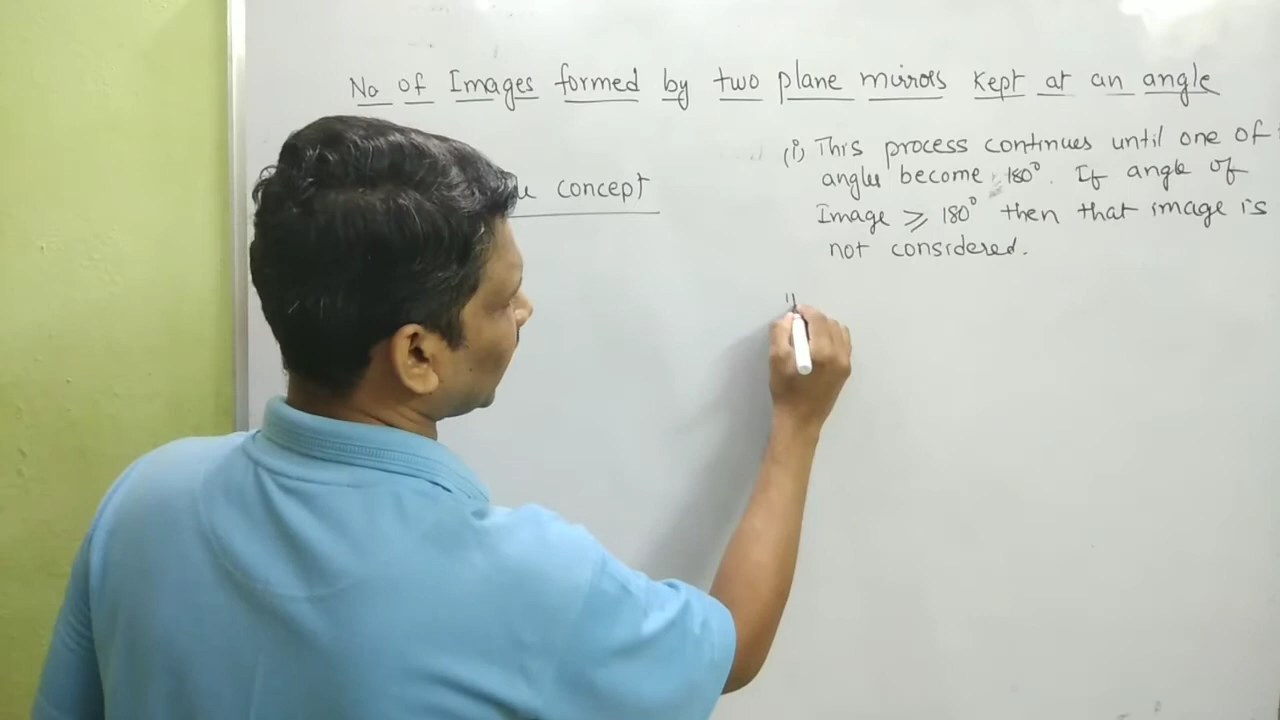 No of Images formed by two plane mirrors kept at an angle
concept
(i) This process continues until one of
angles become 180°. If angle of
Image ≥ 180° then that image is
not considered.